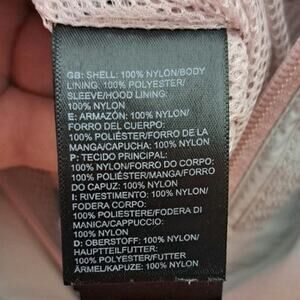 GB: SHELL: 100% NYLON/BODY
LINING: 100% POLYESTER/
SLEEVE/HOOD LINING:
100% NYLON
E: ARMAZÓN: 100% NYLON/
FORRO DEL CUERPO:
100% POLIÉSTER/FORRO DE LA
MANGA/CAPUCHA: 100% NYLON
P: TECIDO PRINCIPAL:
100% NYLON/FORRO DO CORPO:
100% POLIÉSTER/MANGA/FORRO
DO CAPUZ: 100% NYLON
I: RIVESTIMENTO: 100% NYLON/
FODERA CORPO:
100% POLIESTERE/FODERA DI
MANICA/CAPPUCCIO:
100% NYLON
D: OBERSTOFF: 100% NYLON/
HAUPTTEILFUTTER:
100% POLYESTER/FUTTER
ÄRMEL/KAPUZE: 100% NYLON